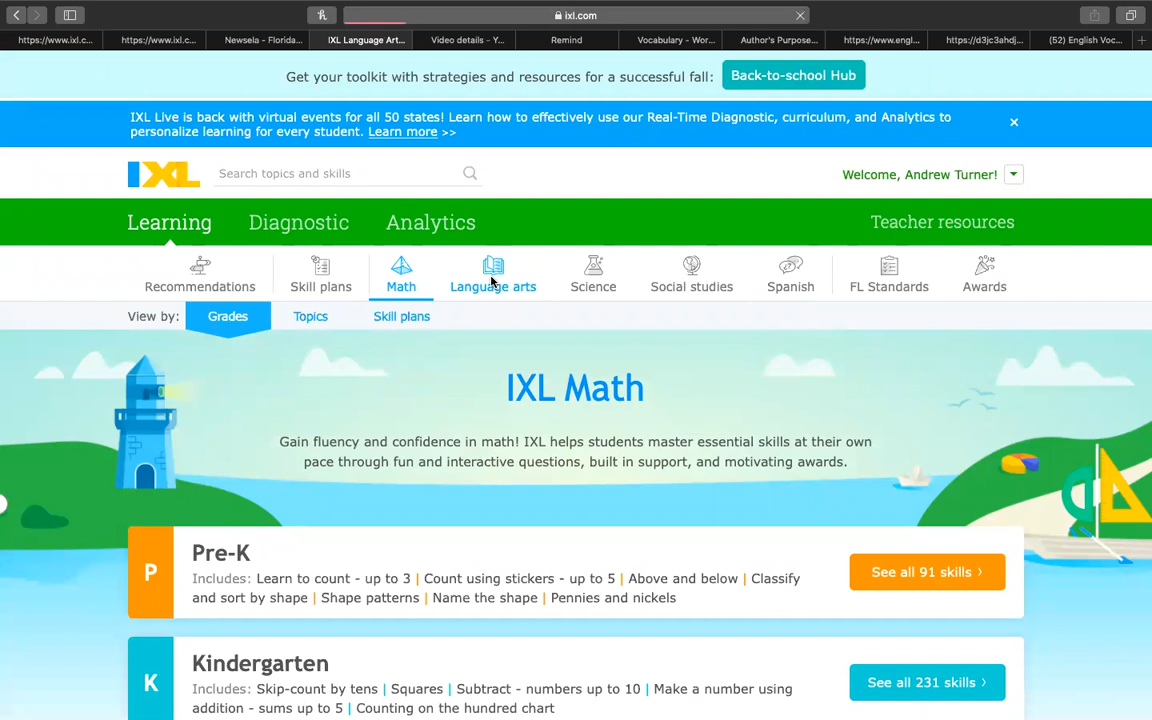 ixl.com
https://www.ixl.c...
https://www.ixl.c...
Newsela - Florida...
IXL Language Art...
Video details - Y...
Remind
Vocabulary - Wor...
Author's Purpose...
https://www.engl...
https://d3jc3ahdj...
(52) English Voc...
Get your toolkit with strategies and resources for a successful fall: Back-to-school Hub
IXL Live is back with virtual events for all 50 states! Learn how to effectively use our Real-Time Diagnostic, curriculum, and Analytics to
personalize learning for every student. Learn more >>
IXL
Search topics and skills
Welcome, Andrew Turner!
Learning Diagnostic Analytics Teacher resources
Recommendations Skill plans Math Language arts Science Social studies Spanish FL Standards Awards
View by: Grades Topics Skill plans
IXL Math
Gain fluency and confidence in math! IXL helps students master essential skills at their own
pace through fun and interactive questions, built in support, and motivating awards.
P
Pre-K
Includes: Learn to count - up to 3 | Count using stickers - up to 5 | Above and below | Classify
and sort by shape | Shape patterns | Name the shape | Pennies and nickels
See all 91 skills ›
K
Kindergarten
Includes: Skip-count by tens | Squares | Subtract - numbers up to 10 | Make a number using
addition - sums up to 5 | Counting on the hundred chart
See all 231 skills ›